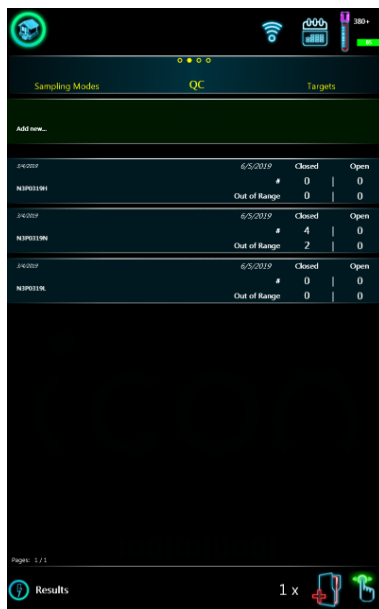 380+
65
Sampling Modes QC Targets
Add new...
3/4/2019 6/5/2019 Closed Open
N3P0319H # 0 | 0
Out of Range 0 | 0
3/4/2019 6/5/2019 Closed Open
N3P0319N # 4 | 0
Out of Range 2 | 0
3/4/2019 6/5/2019 Closed Open
N3P0319L # 0 | 0
Out of Range 0 | 0
Pages: 1 / 1
Results 1 x